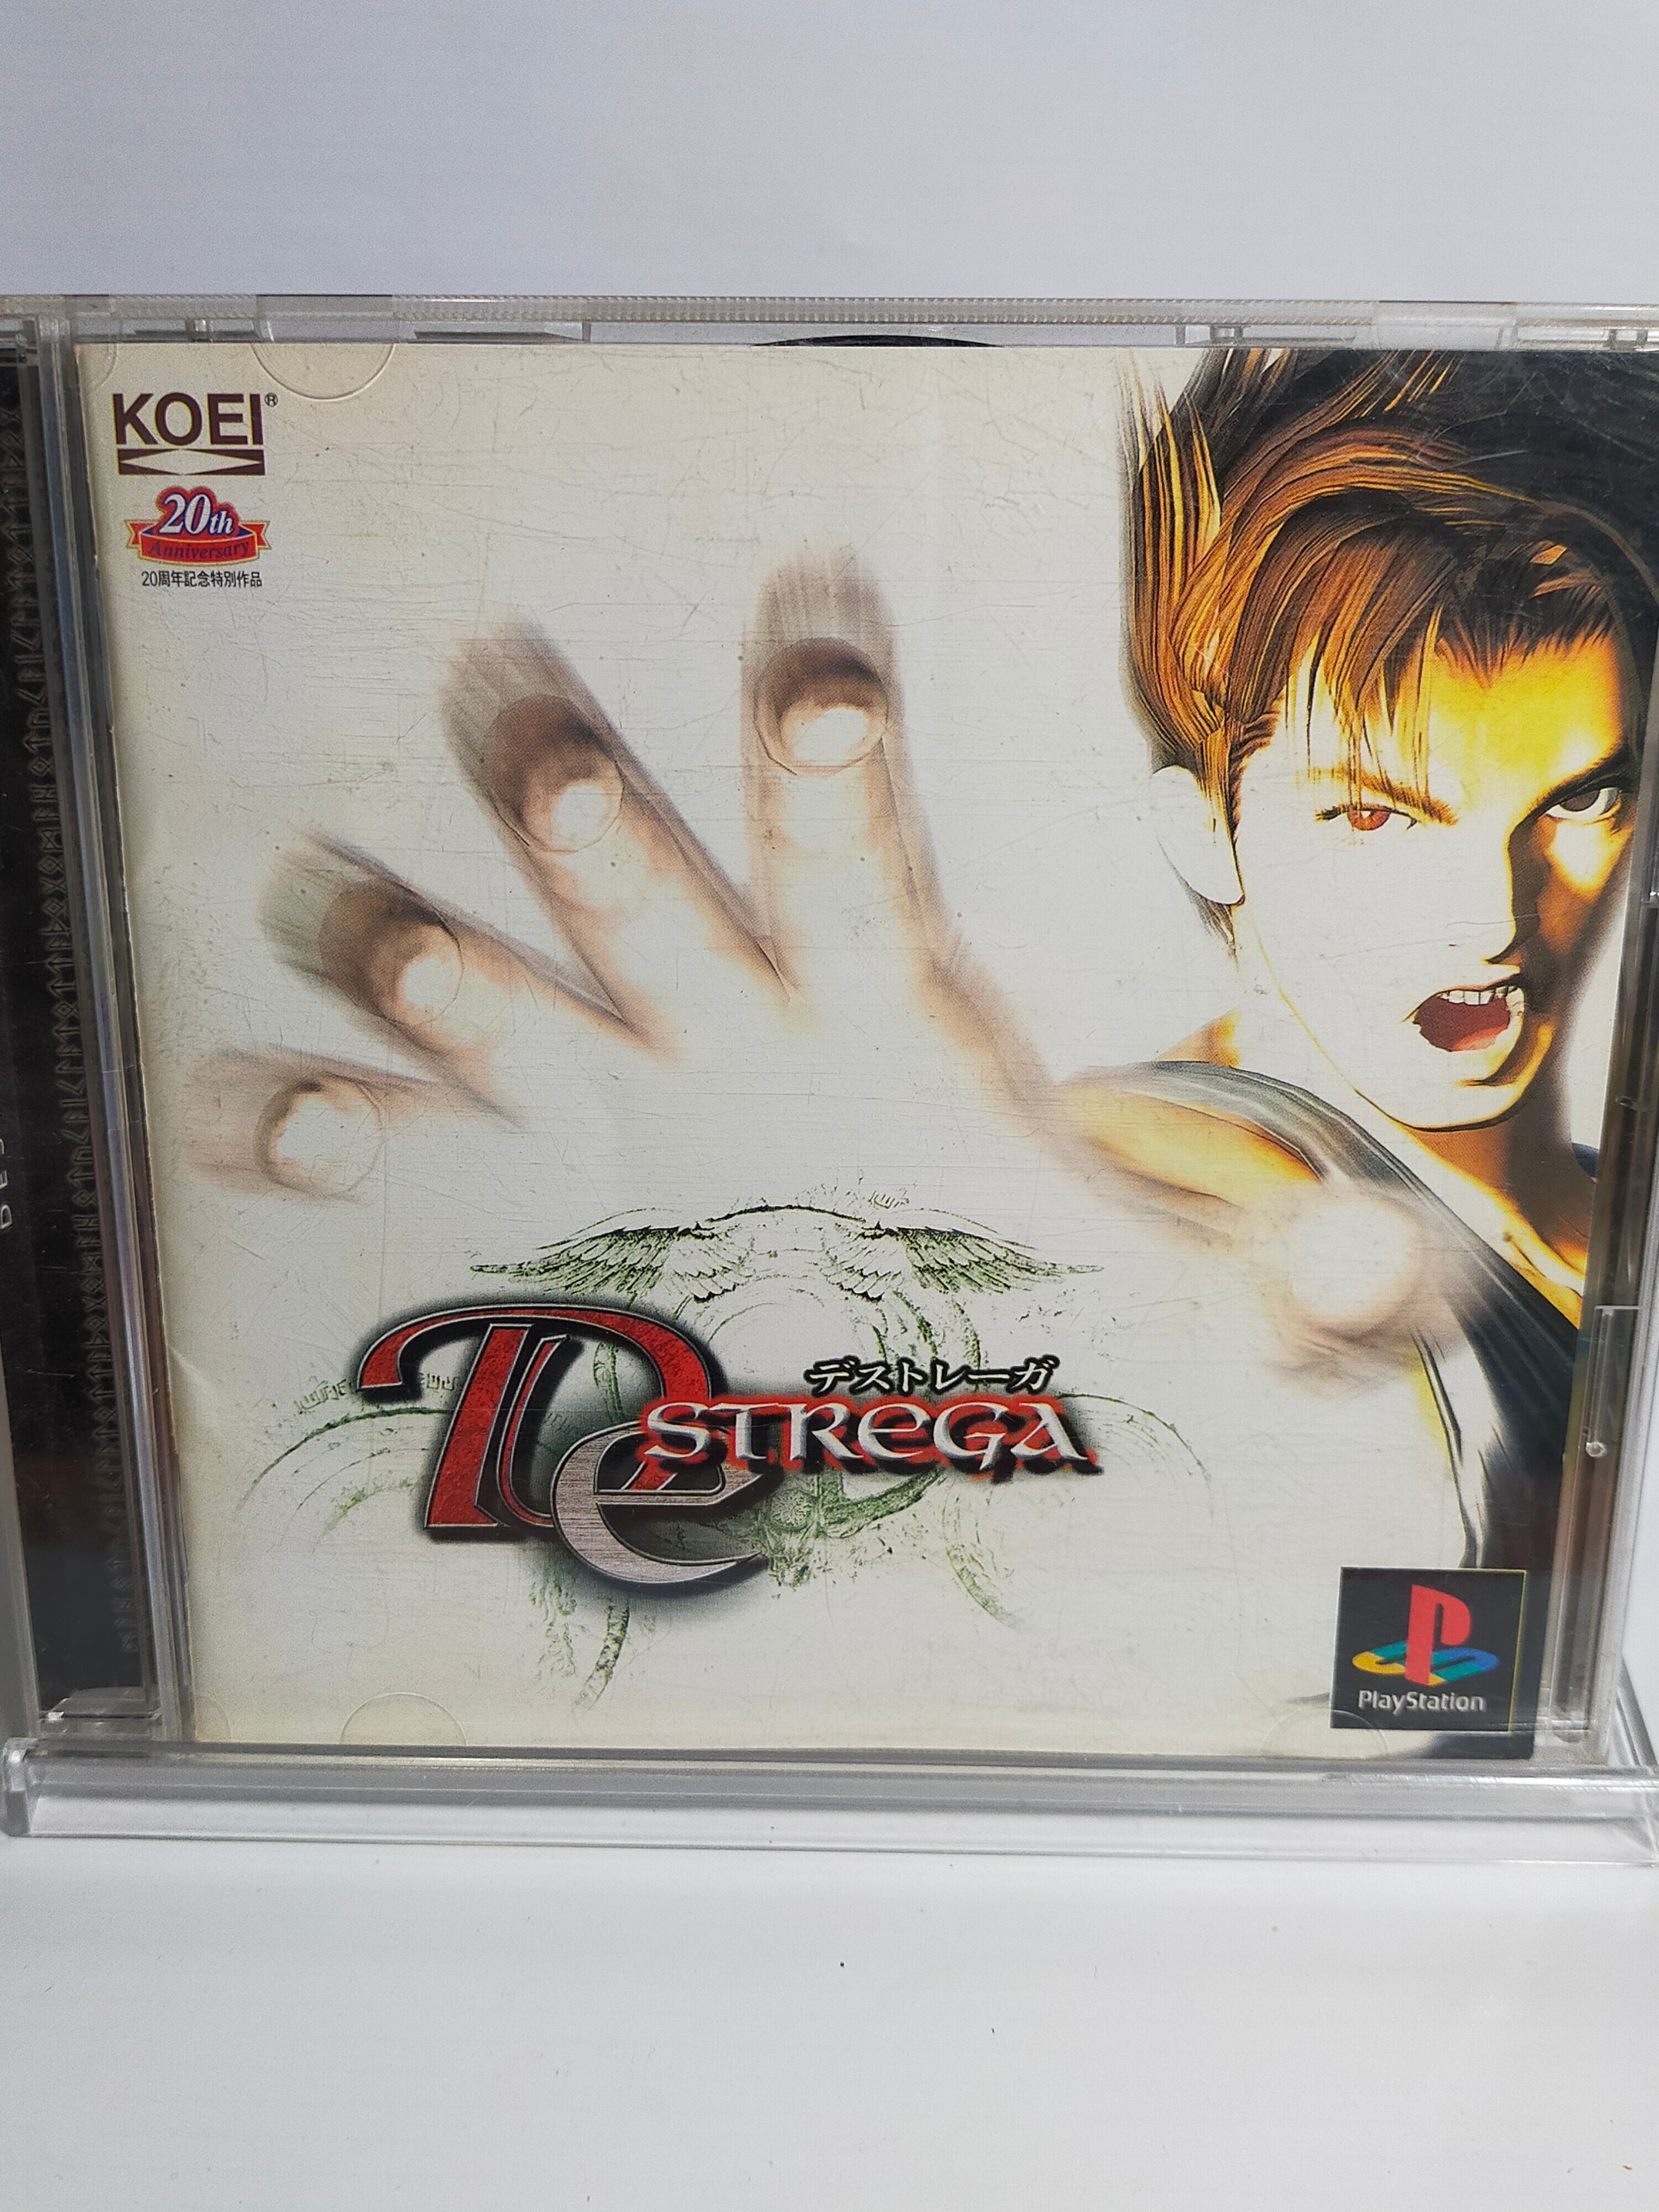 KOEI®
20th
Anniversary
20周年記念特別作品
デストレーガ
DeSTREGA
PlayStation